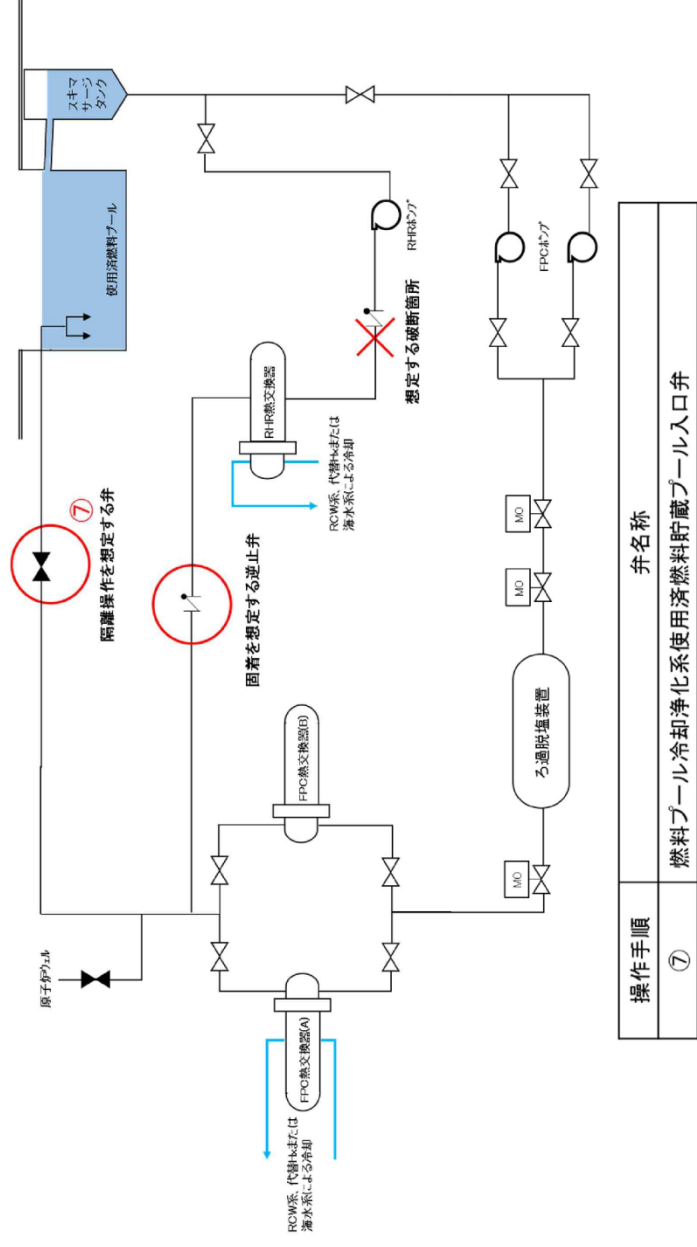 原子炉ウェル
⑦
隔離操作を想定する弁
使用済燃料プール
スキマ
サージ
タンク
固着を想定する逆止弁
RHR熱交換器
RCW系、代替Hxまたは
海水系による冷却
想定する破断箇所
RHRポンプ
FPC熱交換器(A)
RCW系、代替Hxまたは
海水系による冷却
FPC熱交換器(B)
MO
ろ過脱塩装置
MO
MO
FPCポンプ
操作手順 弁名称
⑦ 燃料プール冷却浄化系使用済燃料貯蔵プール入口弁